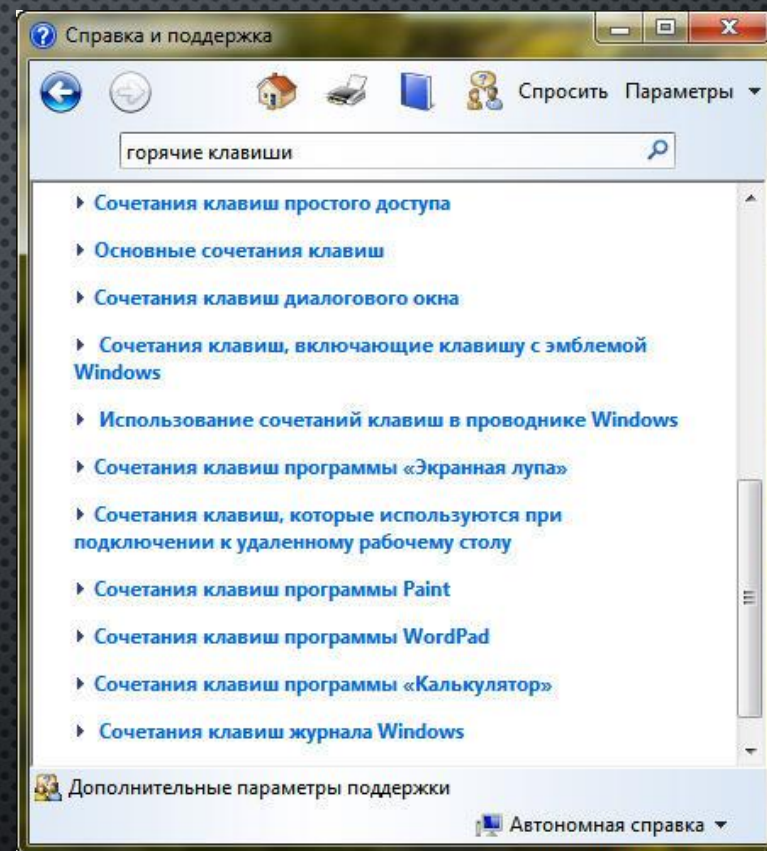 Справка и поддержка
Спросить Параметры
горячие клавиши
Сочетания клавиш простого доступа
Основные сочетания клавиш
Сочетания клавиш диалогового окна
Сочетания клавиш, включающие клавишу с эмблемой
Windows
Использование сочетаний клавиш в проводнике Windows
Сочетания клавиш программы «Экранная лупа»
Сочетания клавиш, которые используются при
подключении к удаленному рабочему столу
Сочетания клавиш программы Paint
Сочетания клавиш программы WordPad
Сочетания клавиш программы «Калькулятор»
Сочетания клавиш журнала Windows
Дополнительные параметры поддержки
Автономная справка